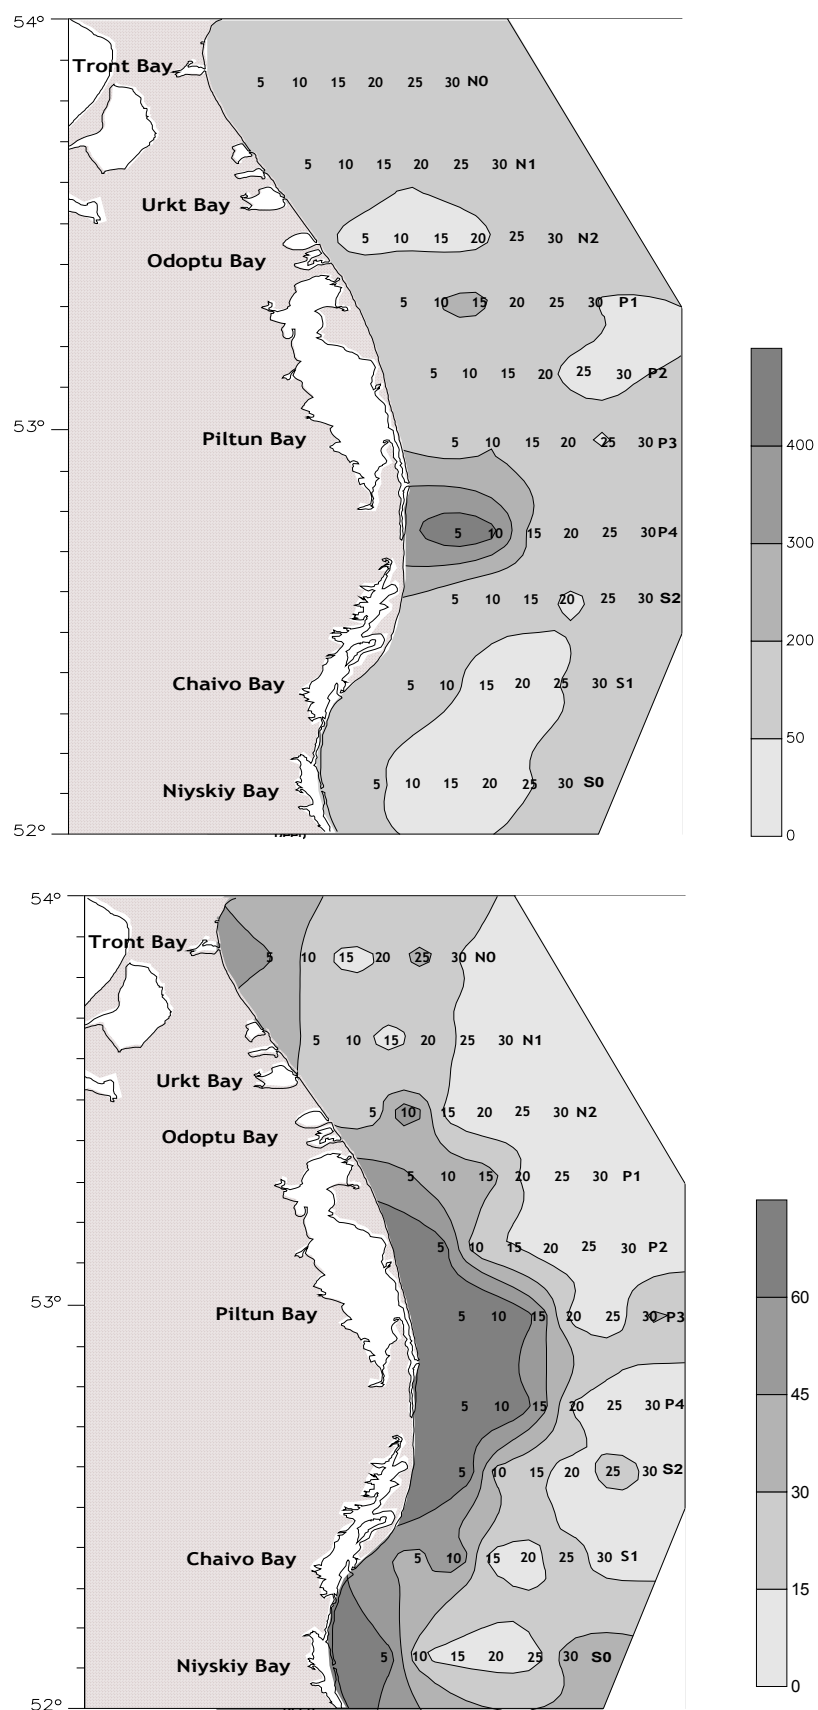 54°
Tront Bay
5 10 15 20 25 30 N0
5 10 15 20 25 30 N1
Urkt Bay
5 10 15 20 25 30 N2
Odoptu Bay
5 10 15 20 25 30 P1
5 10 15 20 25 30 P2
53°
Piltun Bay
5 10 15 20 25 30 P3
400
5 10 15 20 25 30 P4
300
5 10 15 20 25 30 S2
200
Chaivo Bay
5 10 15 20 25 30 S1
50
Niyskiy Bay
5 10 15 20 25 30 S0
52°
0
54°
Tront Bay
5 10 15 20 25 30 N0
5 10 15 20 25 30 N1
Urkt Bay
5 10 15 20 25 30 N2
Odoptu Bay
5 10 15 20 25 30 P1
5 10 15 20 25 30 P2
53°
60
Piltun Bay
5 10 15 20 25 30 P3
45
5 10 15 20 25 30 P4
5 10 15 20 25 30 S2
30
Chaivo Bay
5 10 15 20 25 30 S1
15
Niyskiy Bay
5 10 15 20 25 30 S0
0
52°